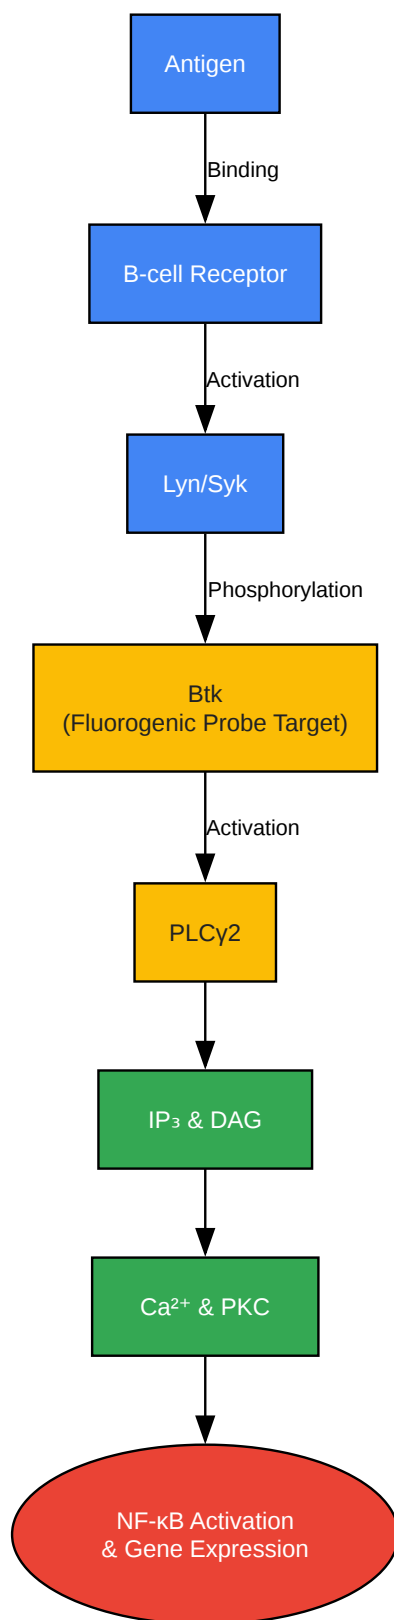 Antigen
Binding
B-cell Receptor
Activation
Lyn/Syk
Phosphorylation
Btk
(Fluorogenic Probe Target)
Activation
PLCγ2
IP₃ & DAG
Ca²⁺ & PKC
NF-κB Activation
& Gene Expression